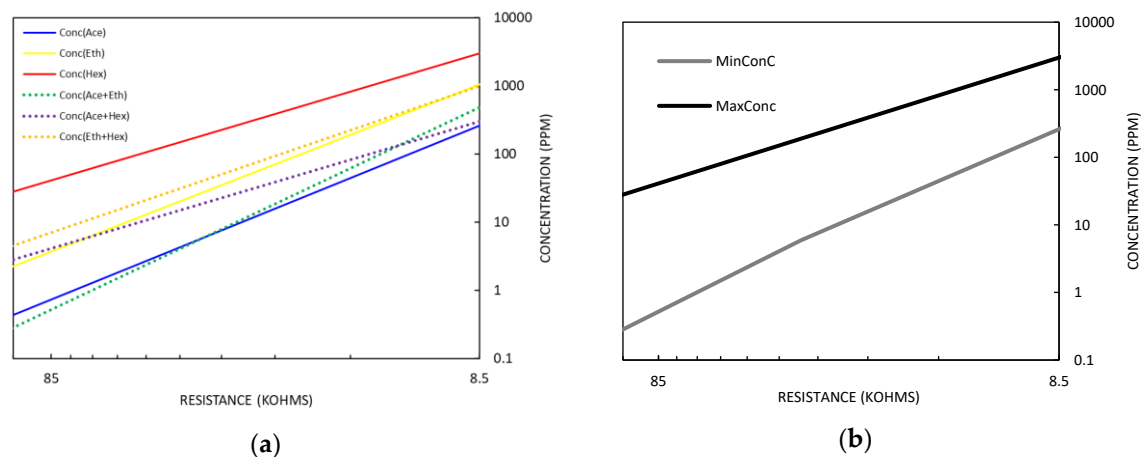 Conc(Ace)
Conc(Eth)
Conc(Hex)
Conc(Ace+Eth)
Conc(Ace+Hex)
Conc(Eth+Hex)
10000
1000
100
10
1
0.1
CONCENTRATION (PPM)
85
8.5
RESISTANCE (KOHMS)
(a)
MinConC
MaxConc
10000
1000
100
10
1
0.1
CONCENTRATION (PPM)
85
8.5
RESISTANCE (KOHMS)
(b)